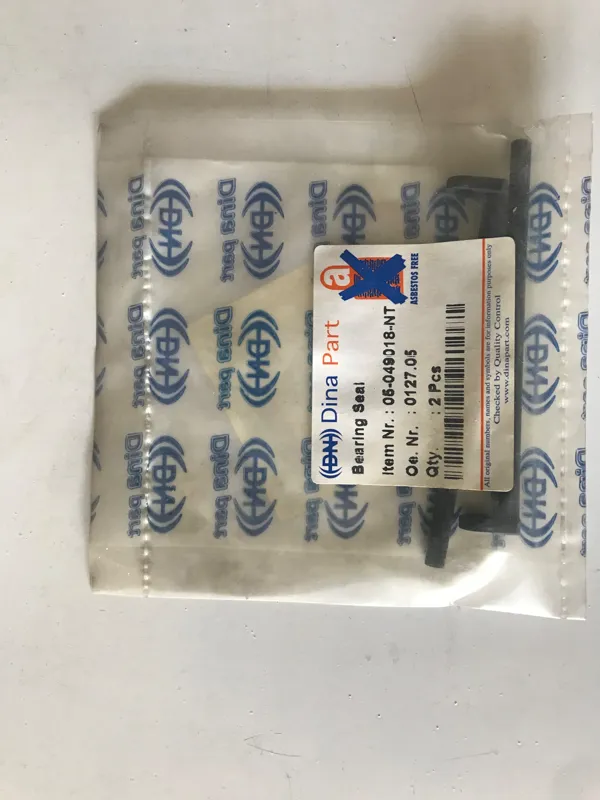 DN Dina Part
Bearing Seal
Item Nr. : 05-049018-NT
Oe. Nr. : 0127.05
Qty. : 2 Pcs
a
ASBESTOS FREE
All original numbers, names and symbols are for information purposes only
Checked by Quality Control
www.dinapart.com
DN
Dina part